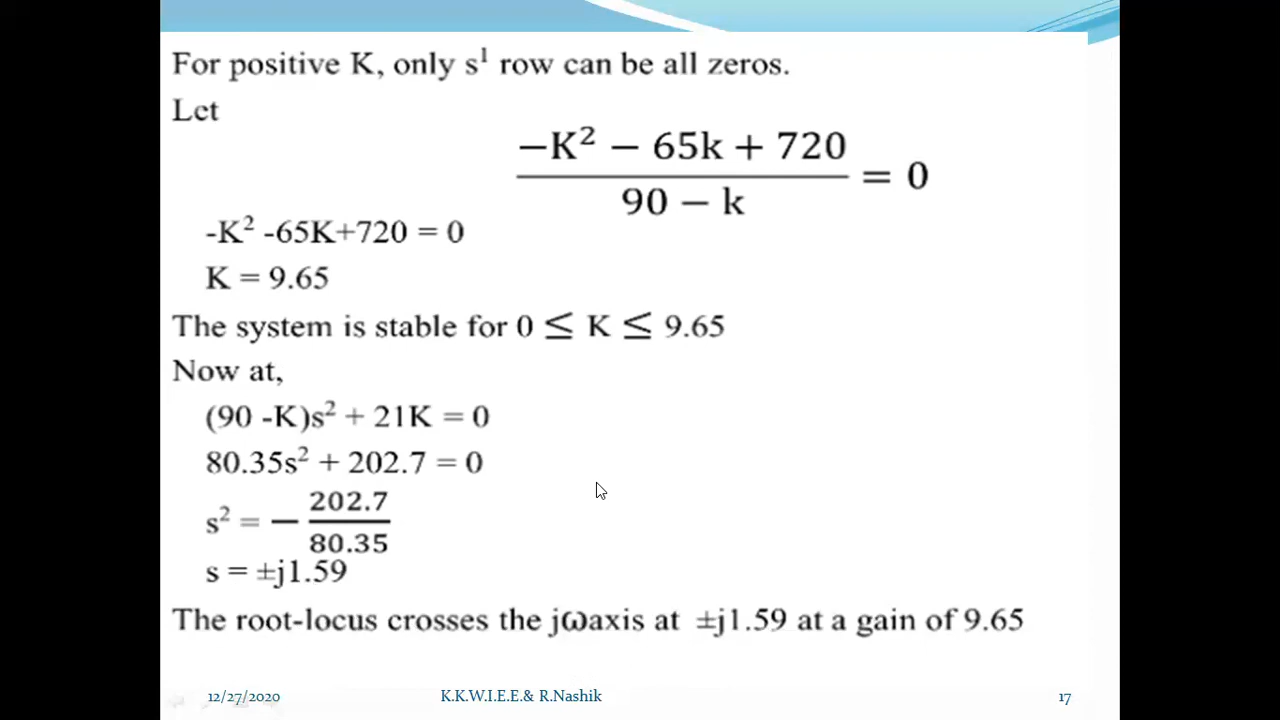 For positive K, only s¹ row can be all zeros.
Let
−K² − 65k + 720
90 − k
= 0
-K² -65K+720 = 0
K = 9.65
The system is stable for 0 ≤ K ≤ 9.65
Now at,
(90 -K)s² + 21K = 0
80.35s² + 202.7 = 0
s² = − 202.7
80.35
s = ±j1.59
The root-locus crosses the jωaxis at ±j1.59 at a gain of 9.65
12/27/2020 K.K.W.I.E.E.& R.Nashik 17